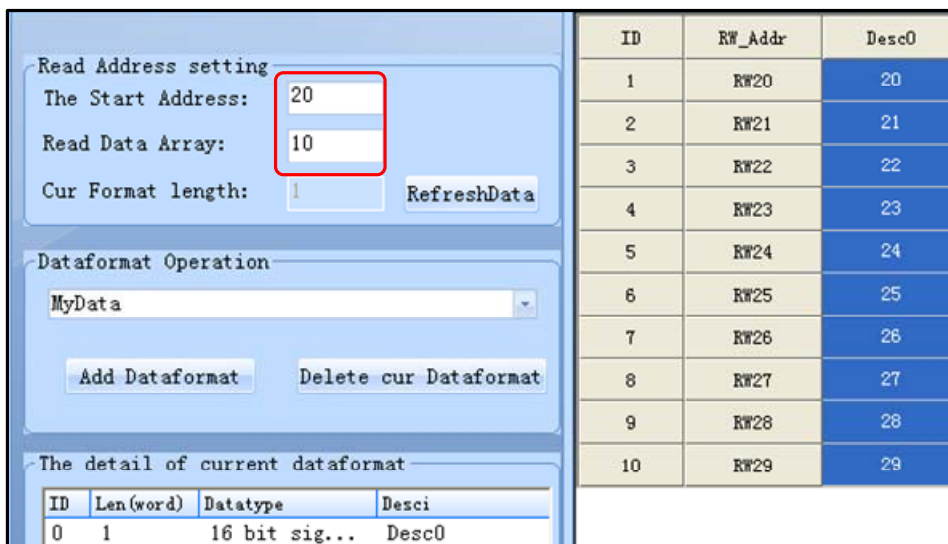 Read Address setting
The Start Address: 20
Read Data Array: 10
Cur Format length: 1 RefreshData
Dataformat Operation
MyData
Add Dataformat Delete cur Dataformat
The detail of current dataformat
ID Len(word) Datatype Desci
0 1 16 bit sig... Desc0
ID RW_Addr Desc0
1 RW20 20
2 RW21 21
3 RW22 22
4 RW23 23
5 RW24 24
6 RW25 25
7 RW26 26
8 RW27 27
9 RW28 28
10 RW29 29